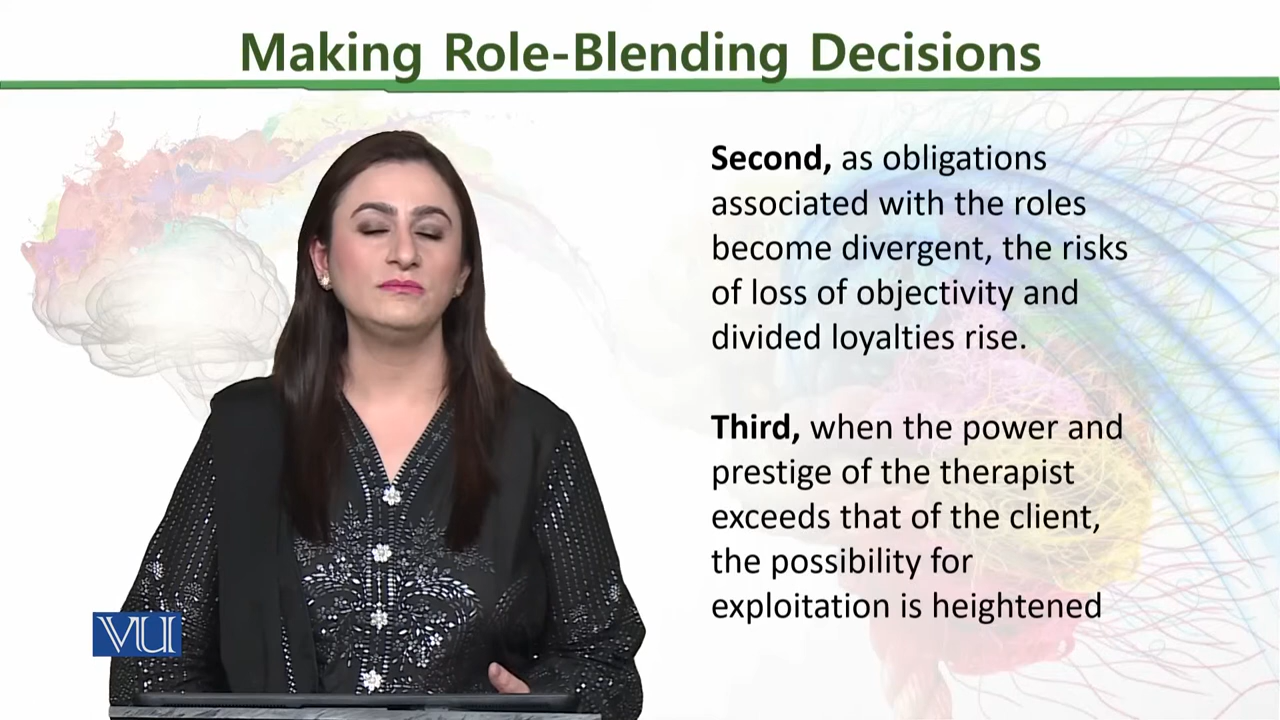 Making Role-Blending Decisions
Second, as obligations
associated with the roles
become divergent, the risks
of loss of objectivity and
divided loyalties rise.
Third, when the power and
prestige of the therapist
exceeds that of the client,
the possibility for
exploitation is heightened
VU